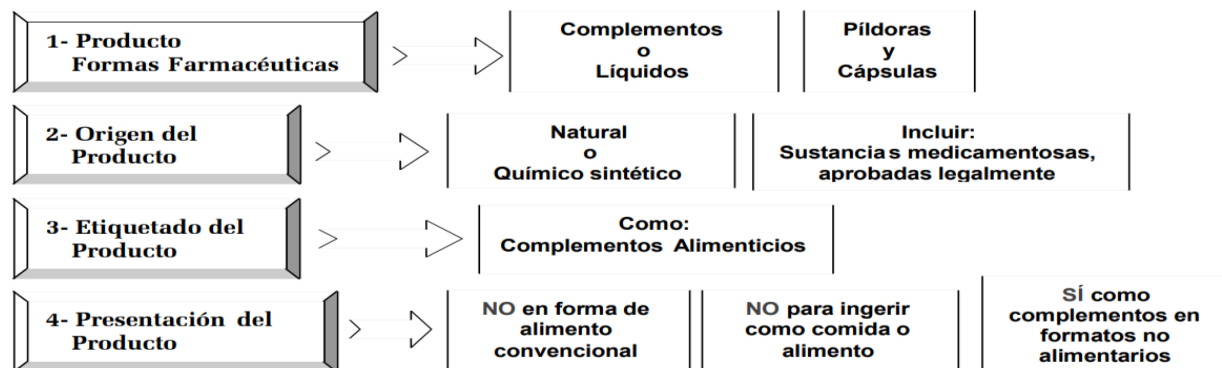 1- Producto
Formas Farmacéuticas
Complementos
o
Líquidos
Píldoras
y
Cápsulas
2- Origen del
Producto
Natural
o
Químico sintético
Incluir:
Sustancias medicamentosas,
aprobadas legalmente
3- Etiquetado del
Producto
Como:
Complementos Alimenticios
4- Presentación del
Producto
NO en forma de
alimento
convencional
NO para ingerir
como comida o
alimento
SÍ como
complementos en
formatos no
alimentarios